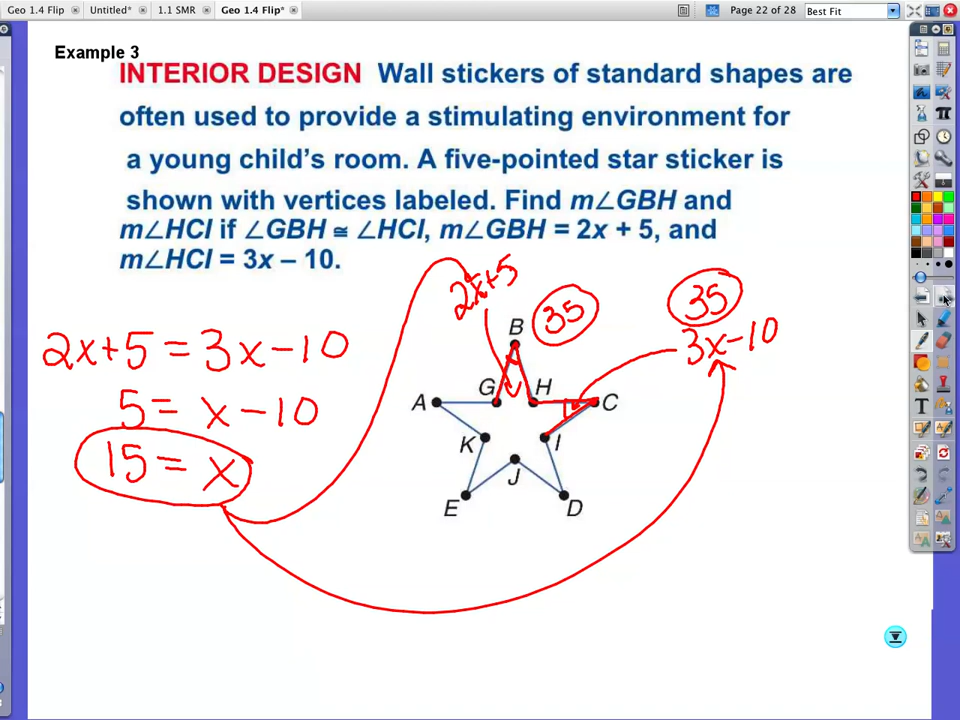 Geo 1.4 Flip Untitled* 1.1 SMR Geo 1.4 Flip* Page 22 of 28 Best Fit
Example 3
INTERIOR DESIGN Wall stickers of standard shapes are
often used to provide a stimulating environment for
a young child's room. A five-pointed star sticker is
shown with vertices labeled. Find m∠GBH and
m∠HCI if ∠GBH ≅ ∠HCI, m∠GBH = 2x + 5, and
m∠HCI = 3x – 10.
2x+5
35
35
3x-10
2x+5 = 3x-10
5 = x-10
15 = x
B
G H
A C
K I
J
E D